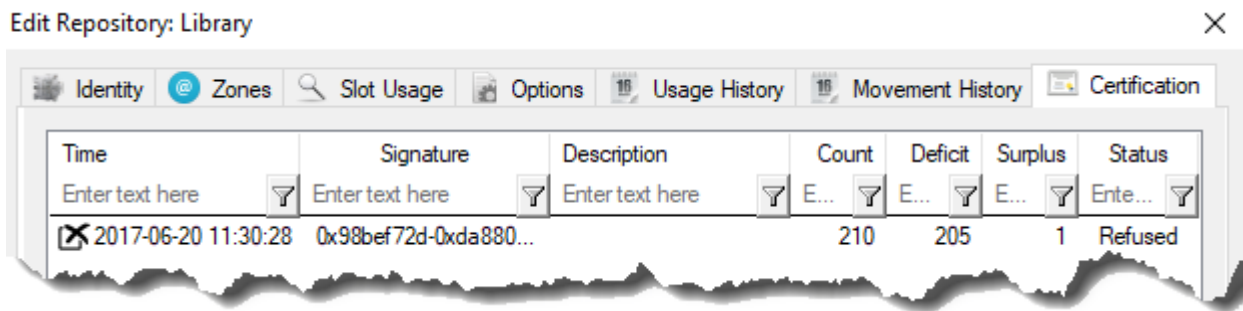 Edit Repository: Library
Identity @ Zones Slot Usage Options 16 Usage History 16 Movement History Certification
Time Signature Description Count Deficit Surplus Status
Enter text here Enter text here Enter text here E... E... E... Ente...
2017-06-20 11:30:28 0x98bef72d-0xda880... 210 205 1 Refused